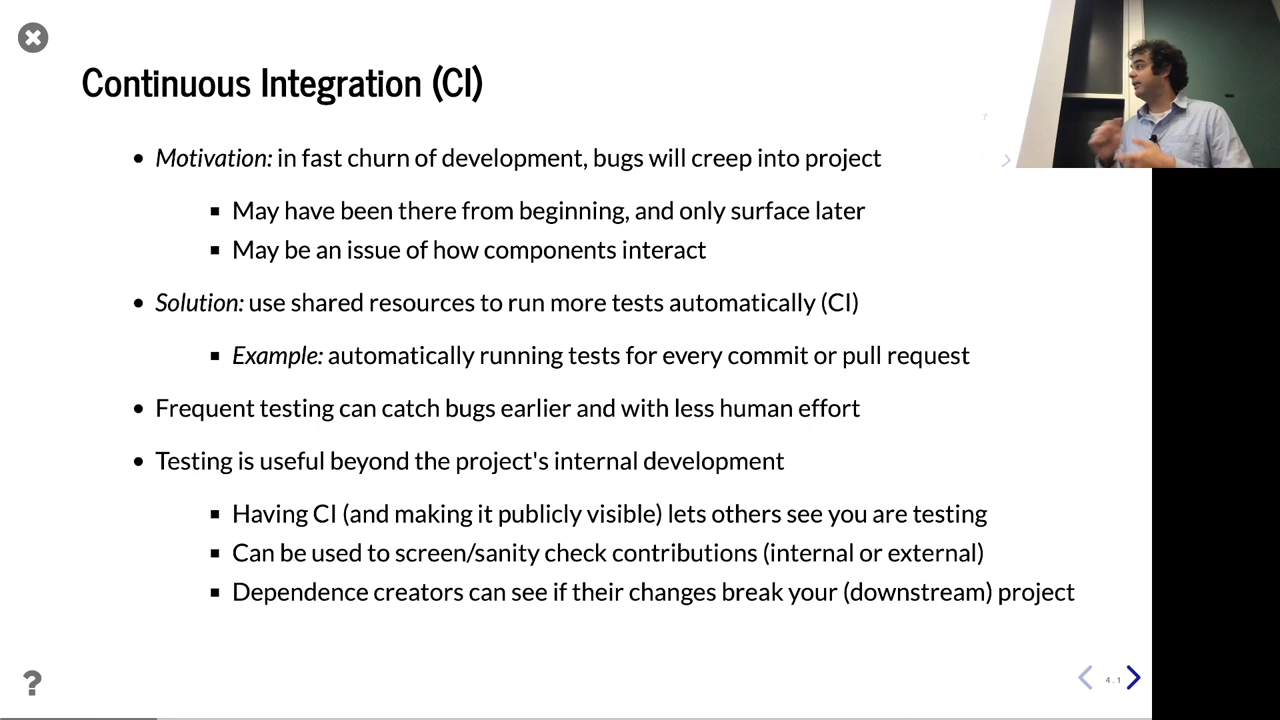 Continuous Integration (CI)
• Motivation: in fast churn of development, bugs will creep into project
▪ May have been there from beginning, and only surface later
▪ May be an issue of how components interact
• Solution: use shared resources to run more tests automatically (CI)
▪ Example: automatically running tests for every commit or pull request
• Frequent testing can catch bugs earlier and with less human effort
• Testing is useful beyond the project's internal development
▪ Having CI (and making it publicly visible) lets others see you are testing
▪ Can be used to screen/sanity check contributions (internal or external)
▪ Dependence creators can see if their changes break your (downstream) project
?
4.1